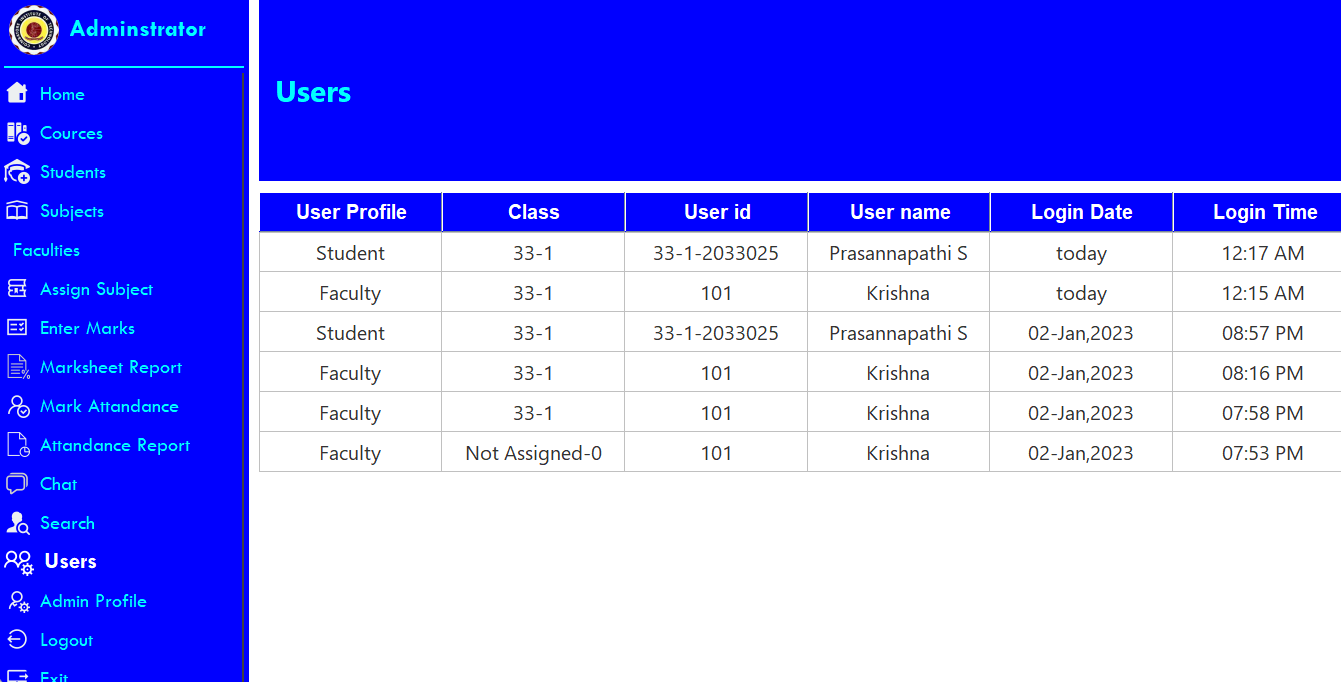 Adminstrator
Home
Cources
Students
Subjects
Faculties
Assign Subject
Enter Marks
Marksheet Report
Mark Attandance
Attandance Report
Chat
Search
Users
Admin Profile
Logout
Exit
Users
User Profile Class User id User name Login Date Login Time
Student 33-1 33-1-2033025 Prasannapathi S today 12:17 AM
Faculty 33-1 101 Krishna today 12:15 AM
Student 33-1 33-1-2033025 Prasannapathi S 02-Jan,2023 08:57 PM
Faculty 33-1 101 Krishna 02-Jan,2023 08:16 PM
Faculty 33-1 101 Krishna 02-Jan,2023 07:58 PM
Faculty Not Assigned-0 101 Krishna 02-Jan,2023 07:53 PM